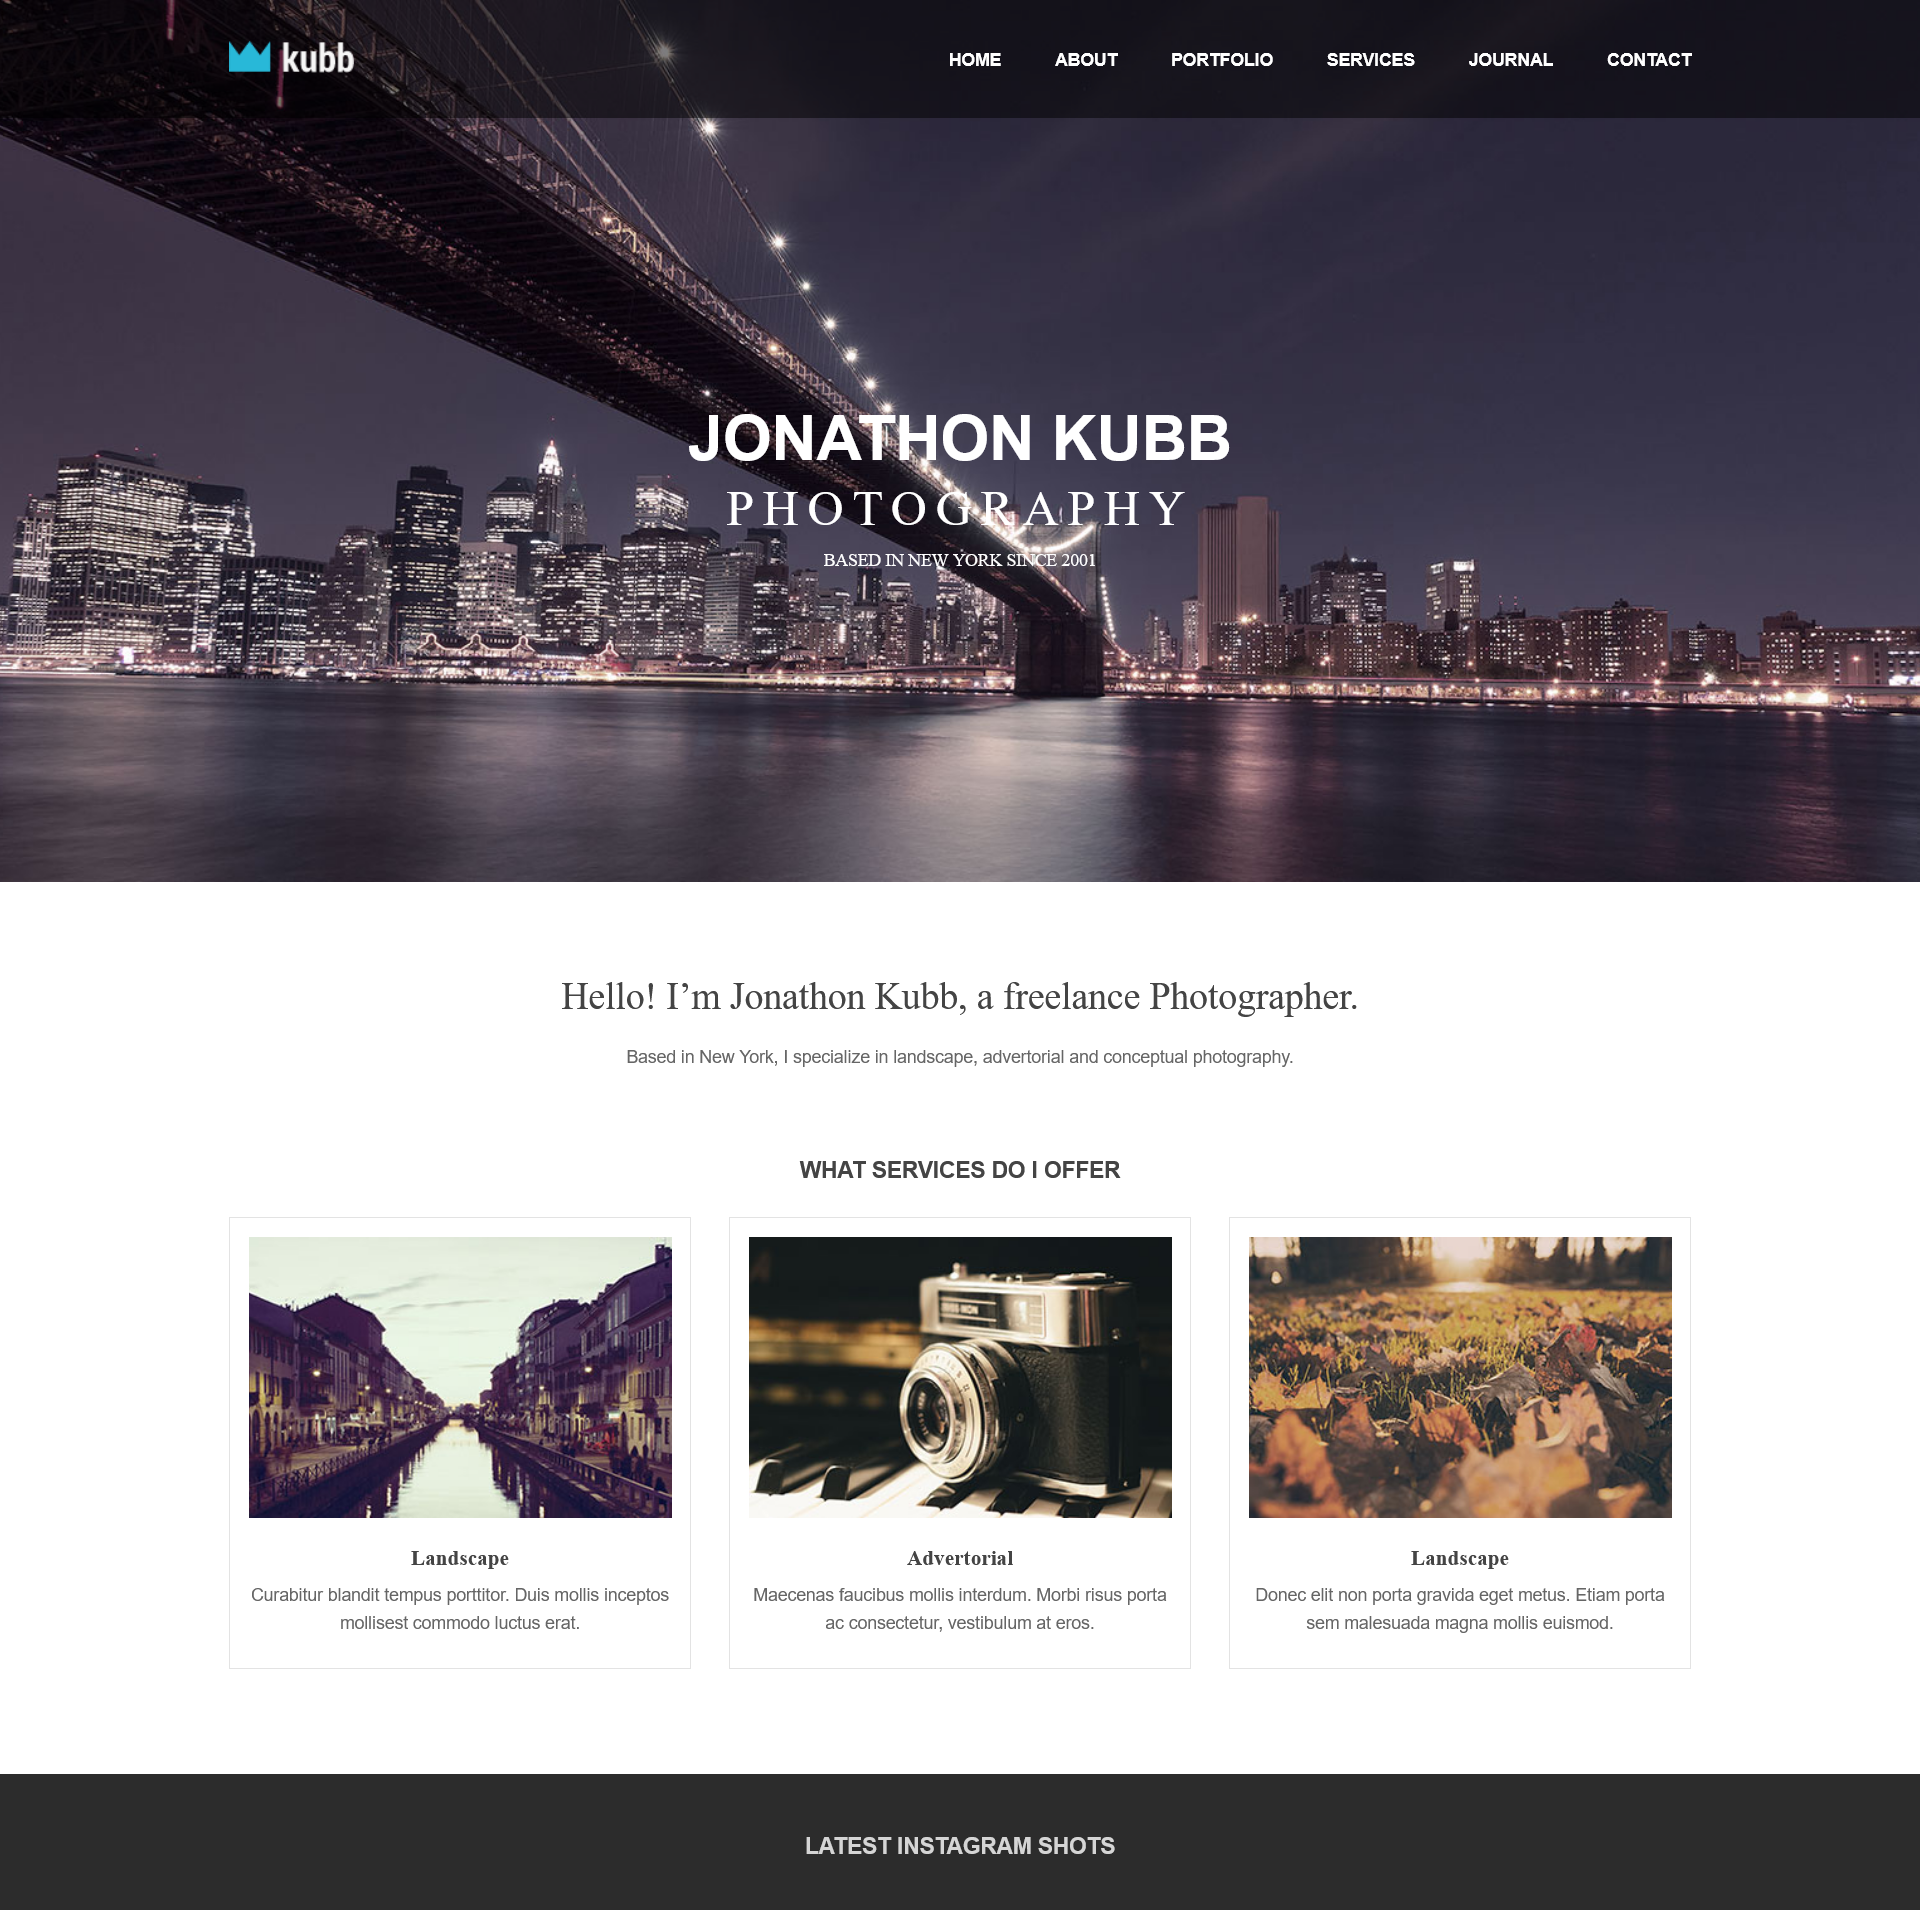 kubb
HOME ABOUT PORTFOLIO SERVICES JOURNAL CONTACT
JONATHON KUBB
PHOTOGRAPHY
BASED IN NEW YORK SINCE 2001
Hello! I’m Jonathon Kubb, a freelance Photographer.
Based in New York, I specialize in landscape, advertorial and conceptual photography.
WHAT SERVICES DO I OFFER
Landscape
Curabitur blandit tempus porttitor. Duis mollis inceptos
mollisest commodo luctus erat.
Advertorial
Maecenas faucibus mollis interdum. Morbi risus porta
ac consectetur, vestibulum at eros.
Landscape
Donec elit non porta gravida eget metus. Etiam porta
sem malesuada magna mollis euismod.
LATEST INSTAGRAM SHOTS